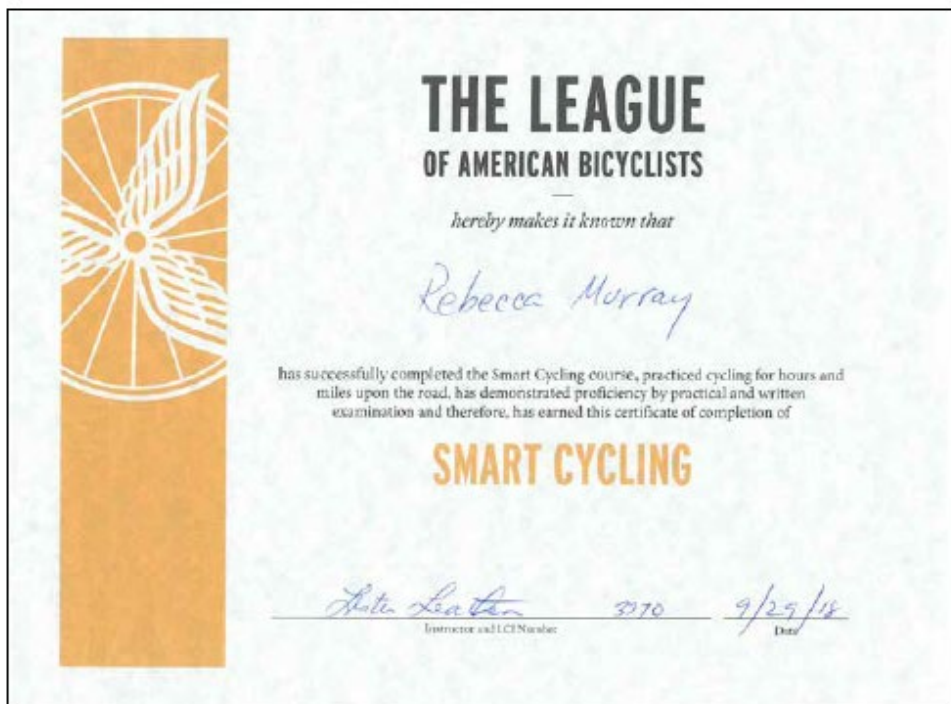 THE LEAGUE
OF AMERICAN BICYCLISTS
hereby makes it known that
Rebecca Murray
has successfully completed the Smart Cycling course, practiced cycling for hours and
miles upon the road, has demonstrated proficiency by practical and written
examination and therefore, has earned this certificate of completion of
SMART CYCLING
9/29/18
Instructor and LCI Number
Date